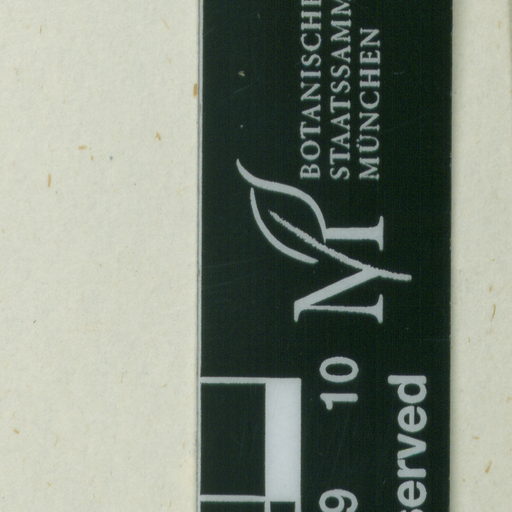 BOTANISCHE
STAATSSAMM
MÜNCHEN
M
9 10
served